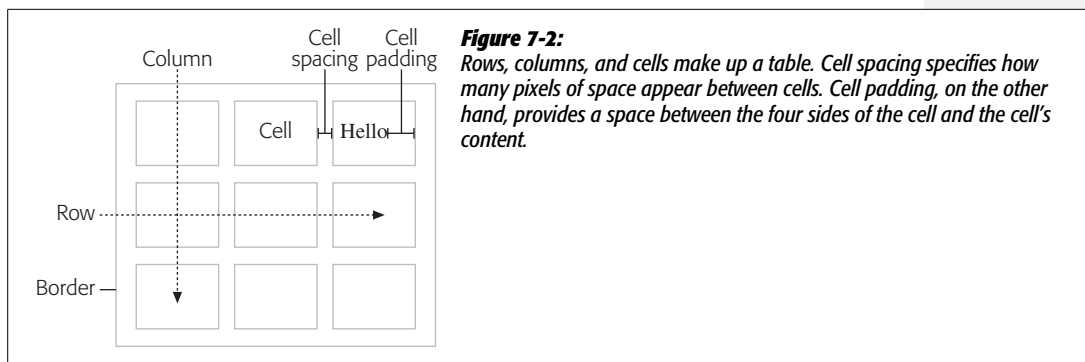 Column
Cell
spacing
Cell
padding
Cell
Hello
Row
Border
Figure 7-2:
Rows, columns, and cells make up a table. Cell spacing specifies how
many pixels of space appear between cells. Cell padding, on the other
hand, provides a space between the four sides of the cell and the cell’s
content.